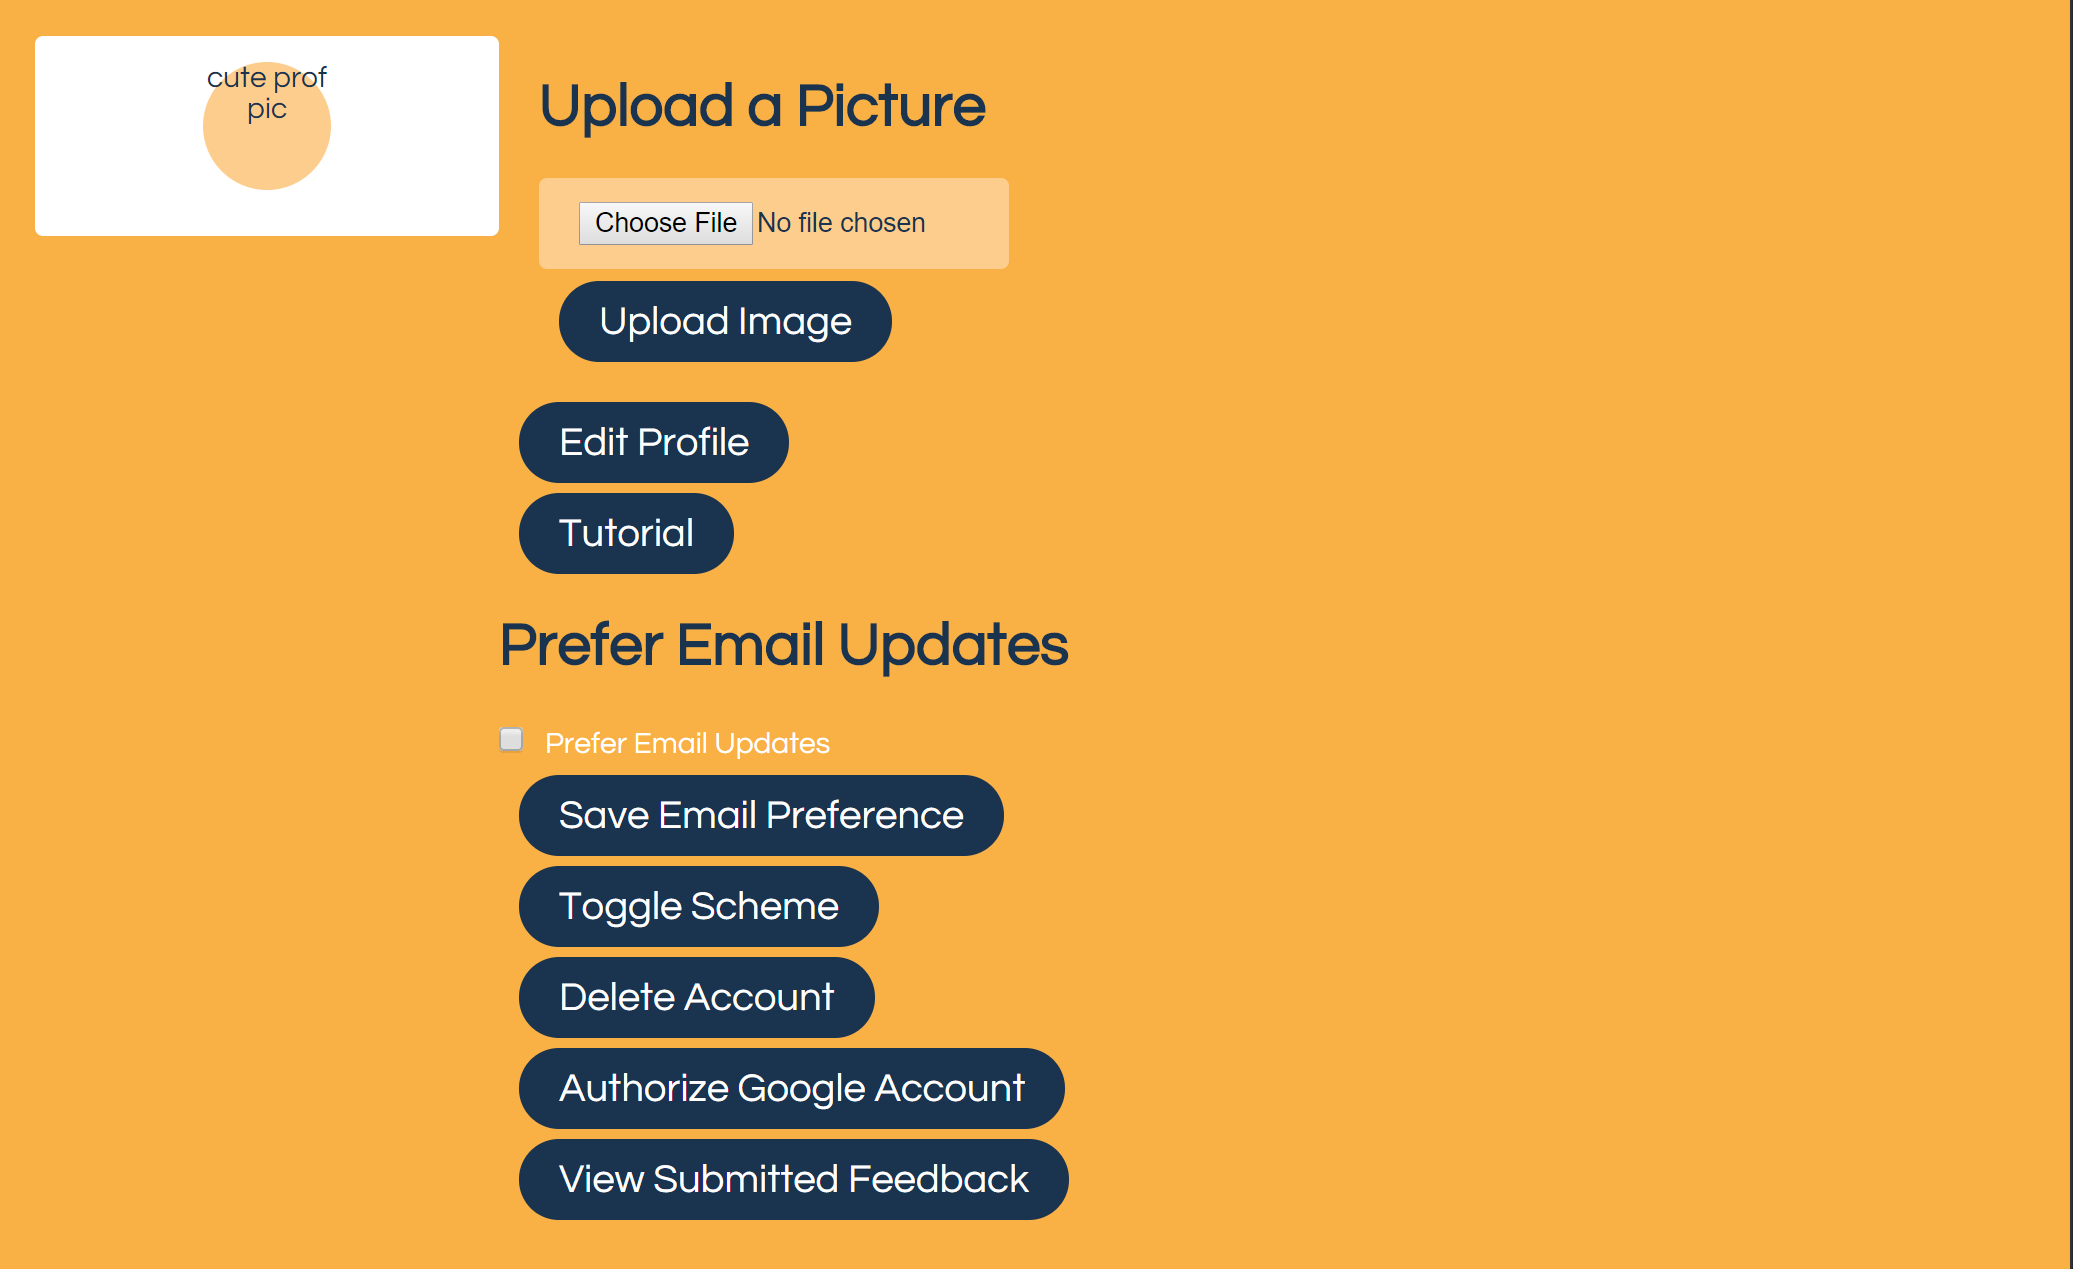 cute prof
pic
Upload a Picture
Choose File No file chosen
Upload Image
Edit Profile
Tutorial
Prefer Email Updates
Prefer Email Updates
Save Email Preference
Toggle Scheme
Delete Account
Authorize Google Account
View Submitted Feedback